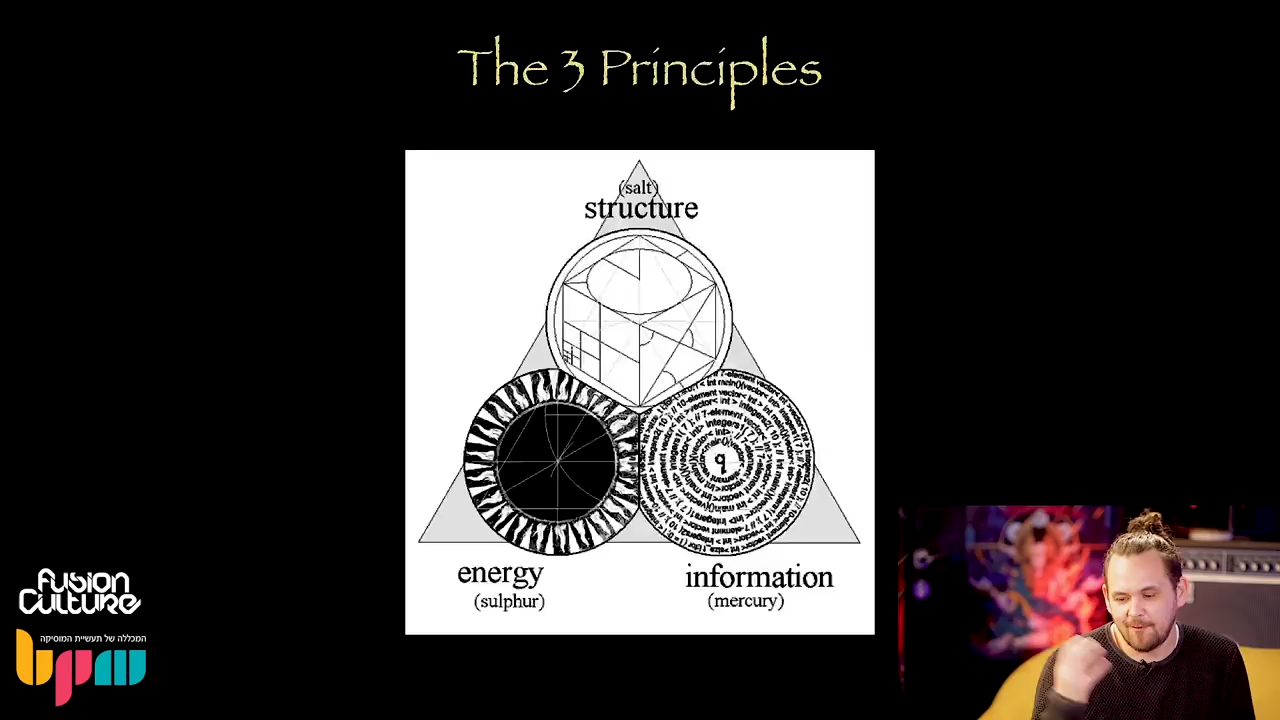 The 3 Principles
(salt)
structure
energy
(sulphur)
information
(mercury)
q
fusion
culture
המכללה של תעשיית המוסיקה
bpm